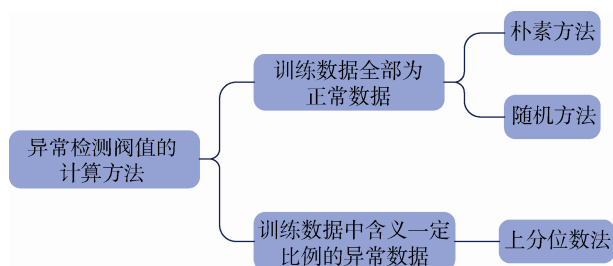 异常检测阀值的
计算方法
训练数据全部为
正常数据
朴素方法
随机方法
训练数据中含义一定
比例的异常数据
上分位数法